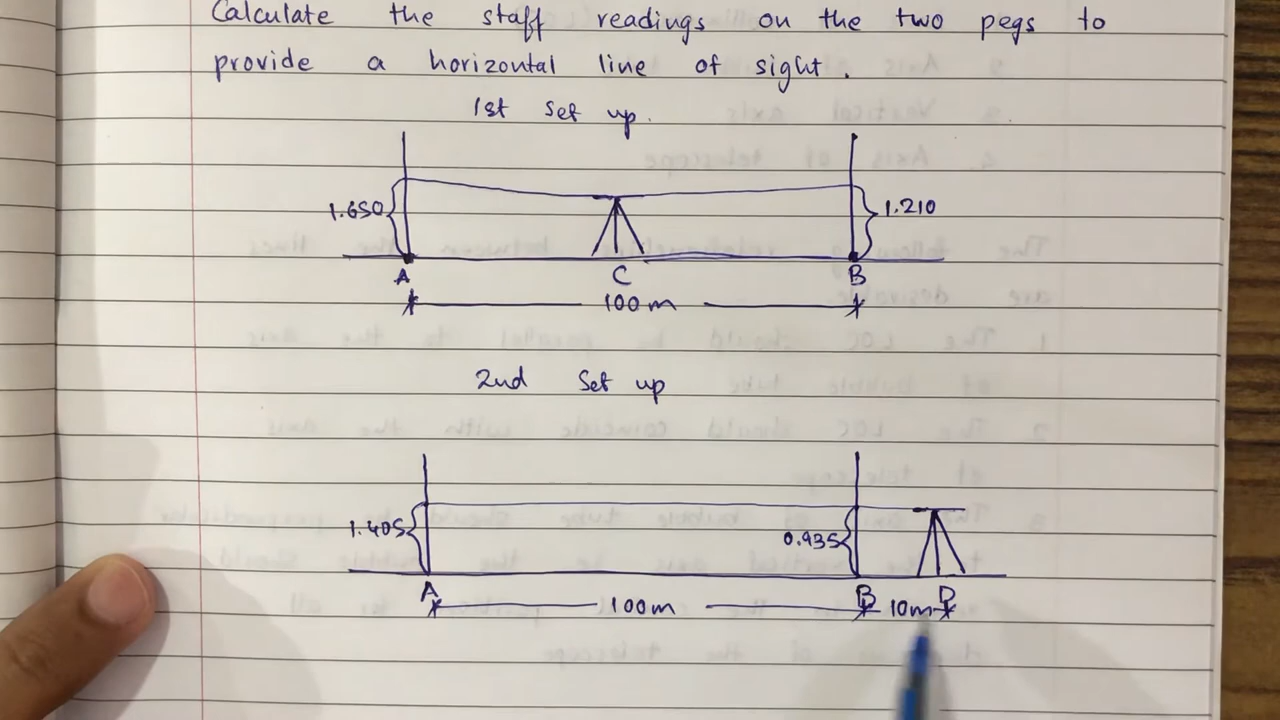 Calculate the staff readings on the two pegs to
provide a horizontal line of sight.
1st Set up.
1.650
1.210
A C B
100m
2nd Set up
1.405
0.935
A B D
100m 10m